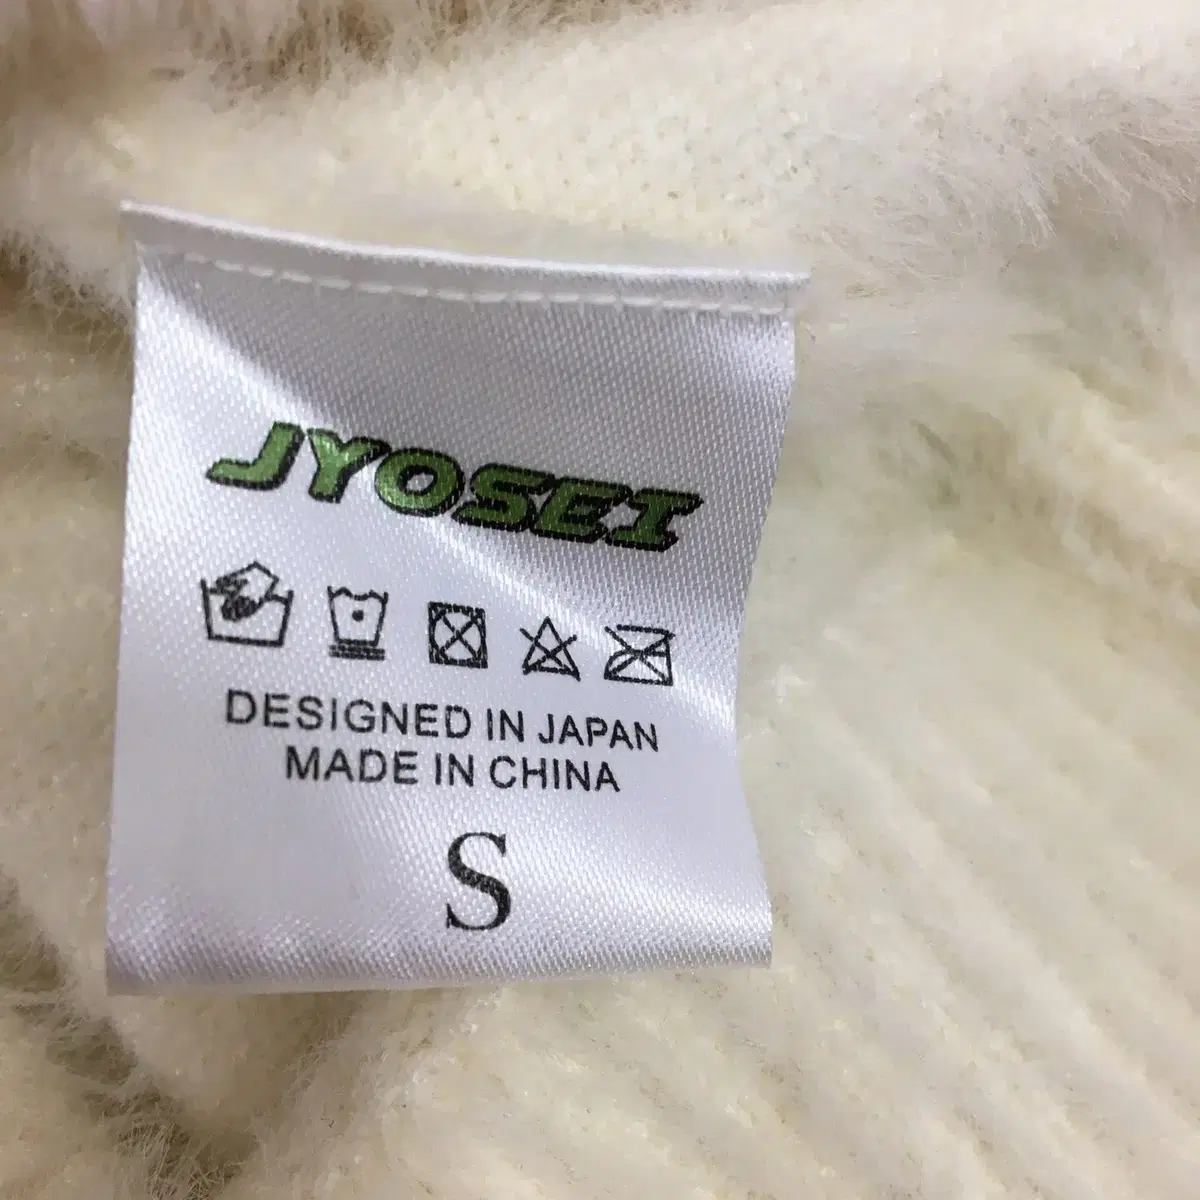 JYOSEI
DESIGNED IN JAPAN
MADE IN CHINA
S